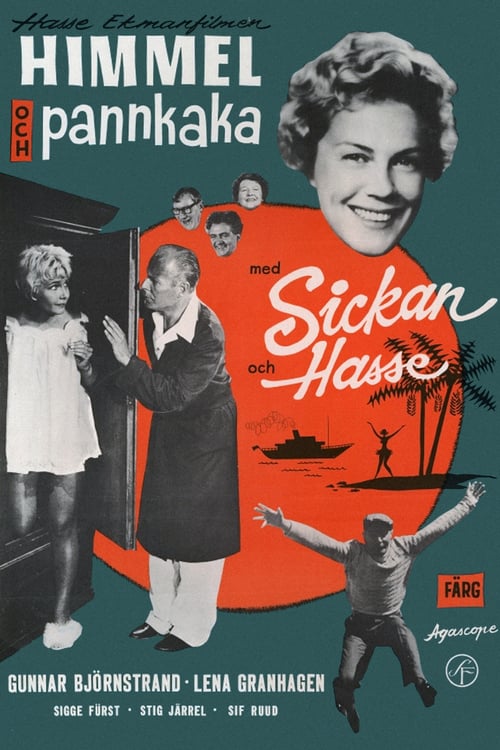 Hasse Ekmanfilmen
HIMMEL
OCH
pannkaka
med
Sickan
och
Hasse
FÄRG
Agascope
SF
GUNNAR BJÖRNSTRAND · LENA GRANHAGEN
SIGGE FÜRST · STIG JÄRREL · SIF RUUD